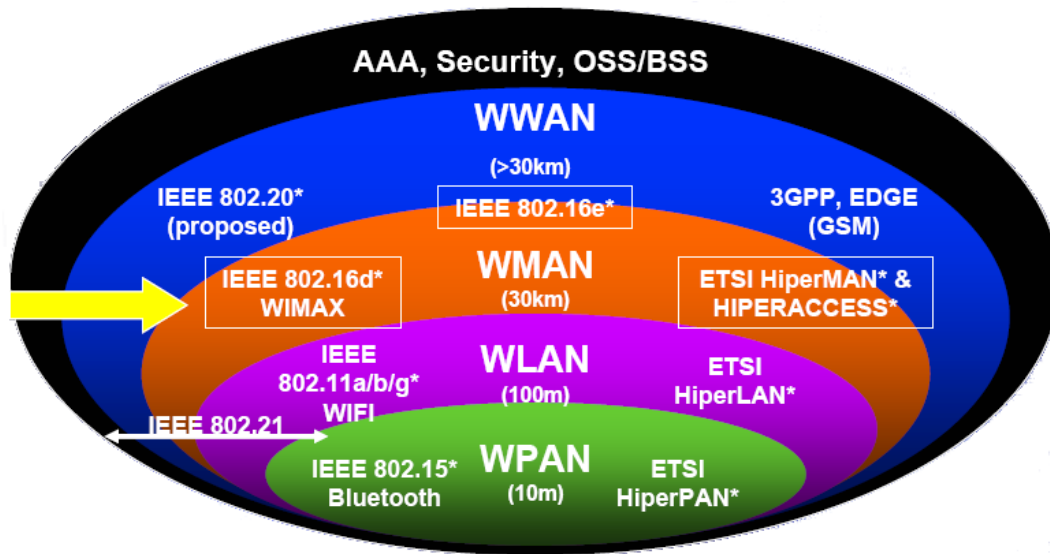 AAA, Security, OSS/BSS
WWAN
(>30km)
IEEE 802.20*
(proposed)
IEEE 802.16e*
3GPP, EDGE
(GSM)
WMAN
(30km)
IEEE 802.16d*
WIMAX
ETSI HiperMAN* &
HIPERACCESS*
WLAN
(100m)
IEEE
802.11a/b/g*
WIFI
ETSI
HiperLAN*
IEEE 802.21
WPAN
(10m)
IEEE 802.15*
Bluetooth
ETSI
HiperPAN*